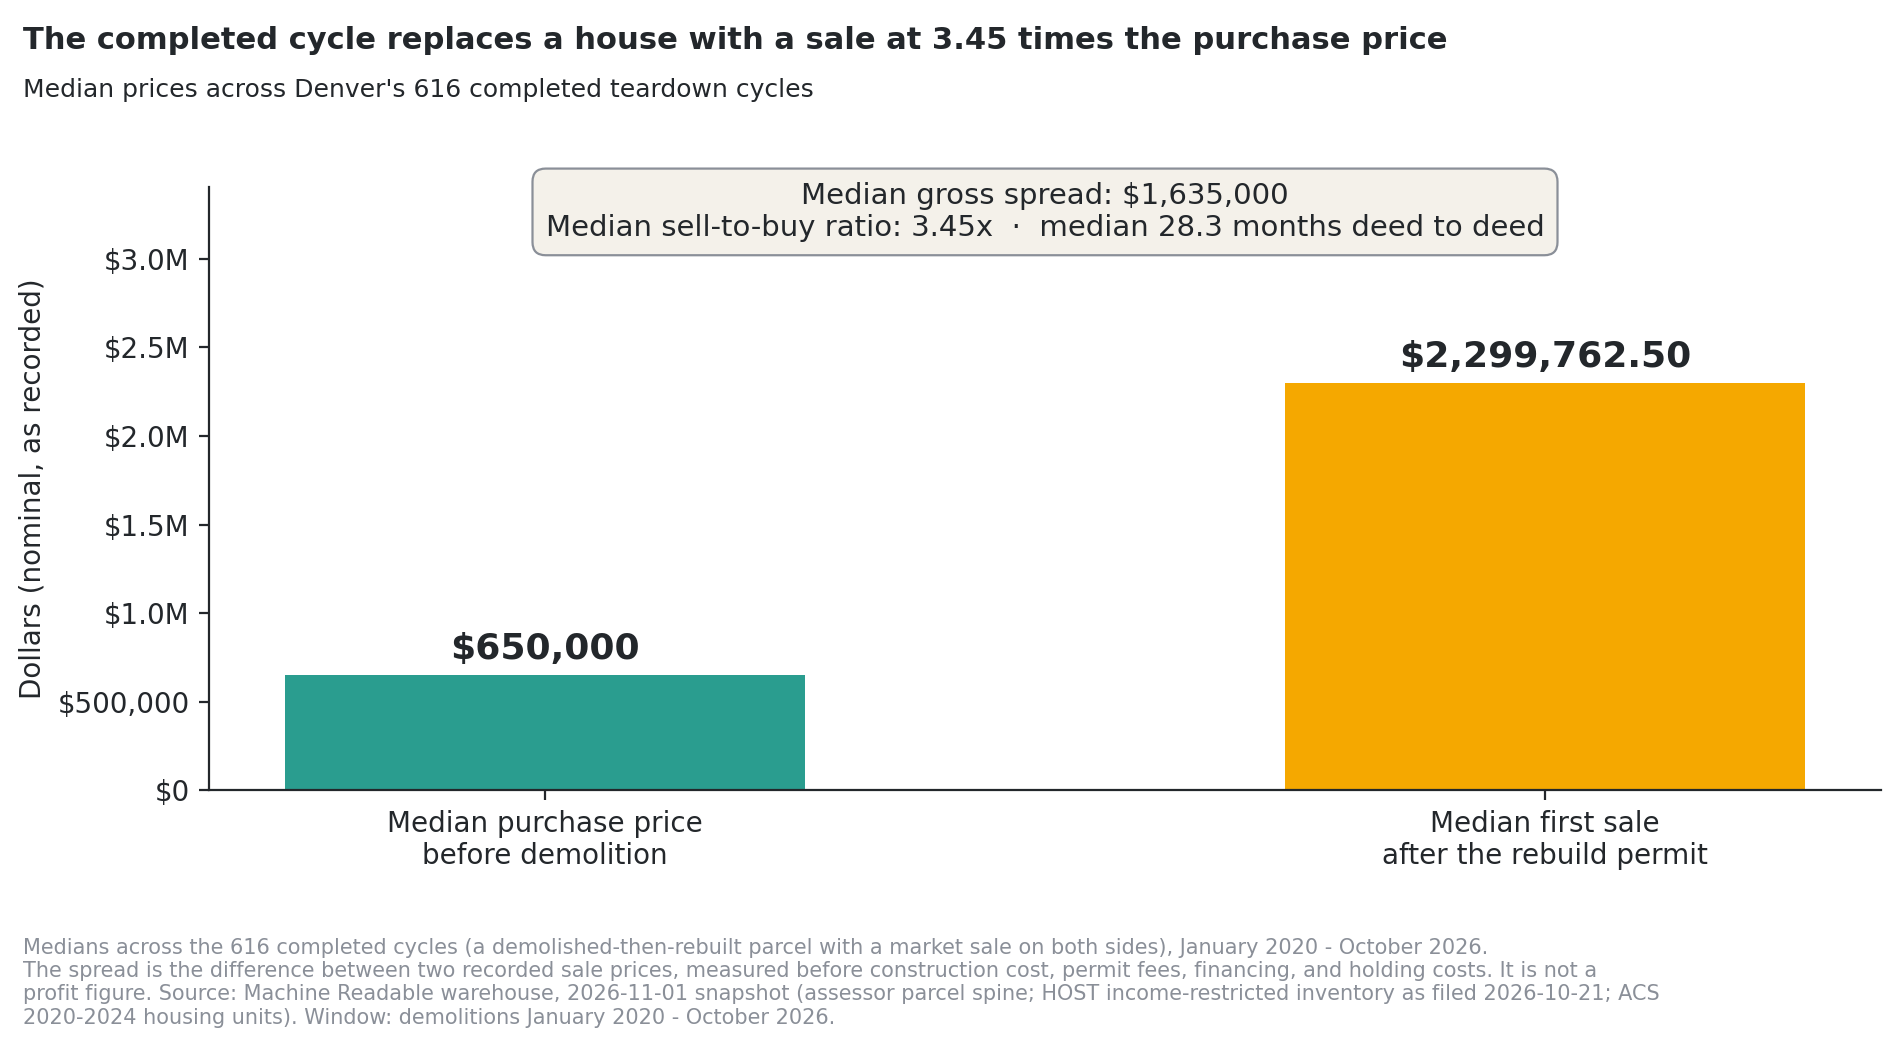 The completed cycle replaces a house with a sale at 3.45 times the purchase price
Median prices across Denver's 616 completed teardown cycles
Median gross spread: $1,635,000
Median sell-to-buy ratio: 3.45x · median 28.3 months deed to deed
Dollars (nominal, as recorded)
$3.0M
$2.5M
$2.0M
$1.5M
$1.0M
$500,000
$0
$650,000
$2,299,762.50
Median purchase price
before demolition
Median first sale
after the rebuild permit
Medians across the 616 completed cycles (a demolished-then-rebuilt parcel with a market sale on both sides), January 2020 - October 2026.
The spread is the difference between two recorded sale prices, measured before construction cost, permit fees, financing, and holding costs. It is not a
profit figure. Source: Machine Readable warehouse, 2026-11-01 snapshot (assessor parcel spine; HOST income-restricted inventory as filed 2026-10-21; ACS
2020-2024 housing units). Window: demolitions January 2020 - October 2026.